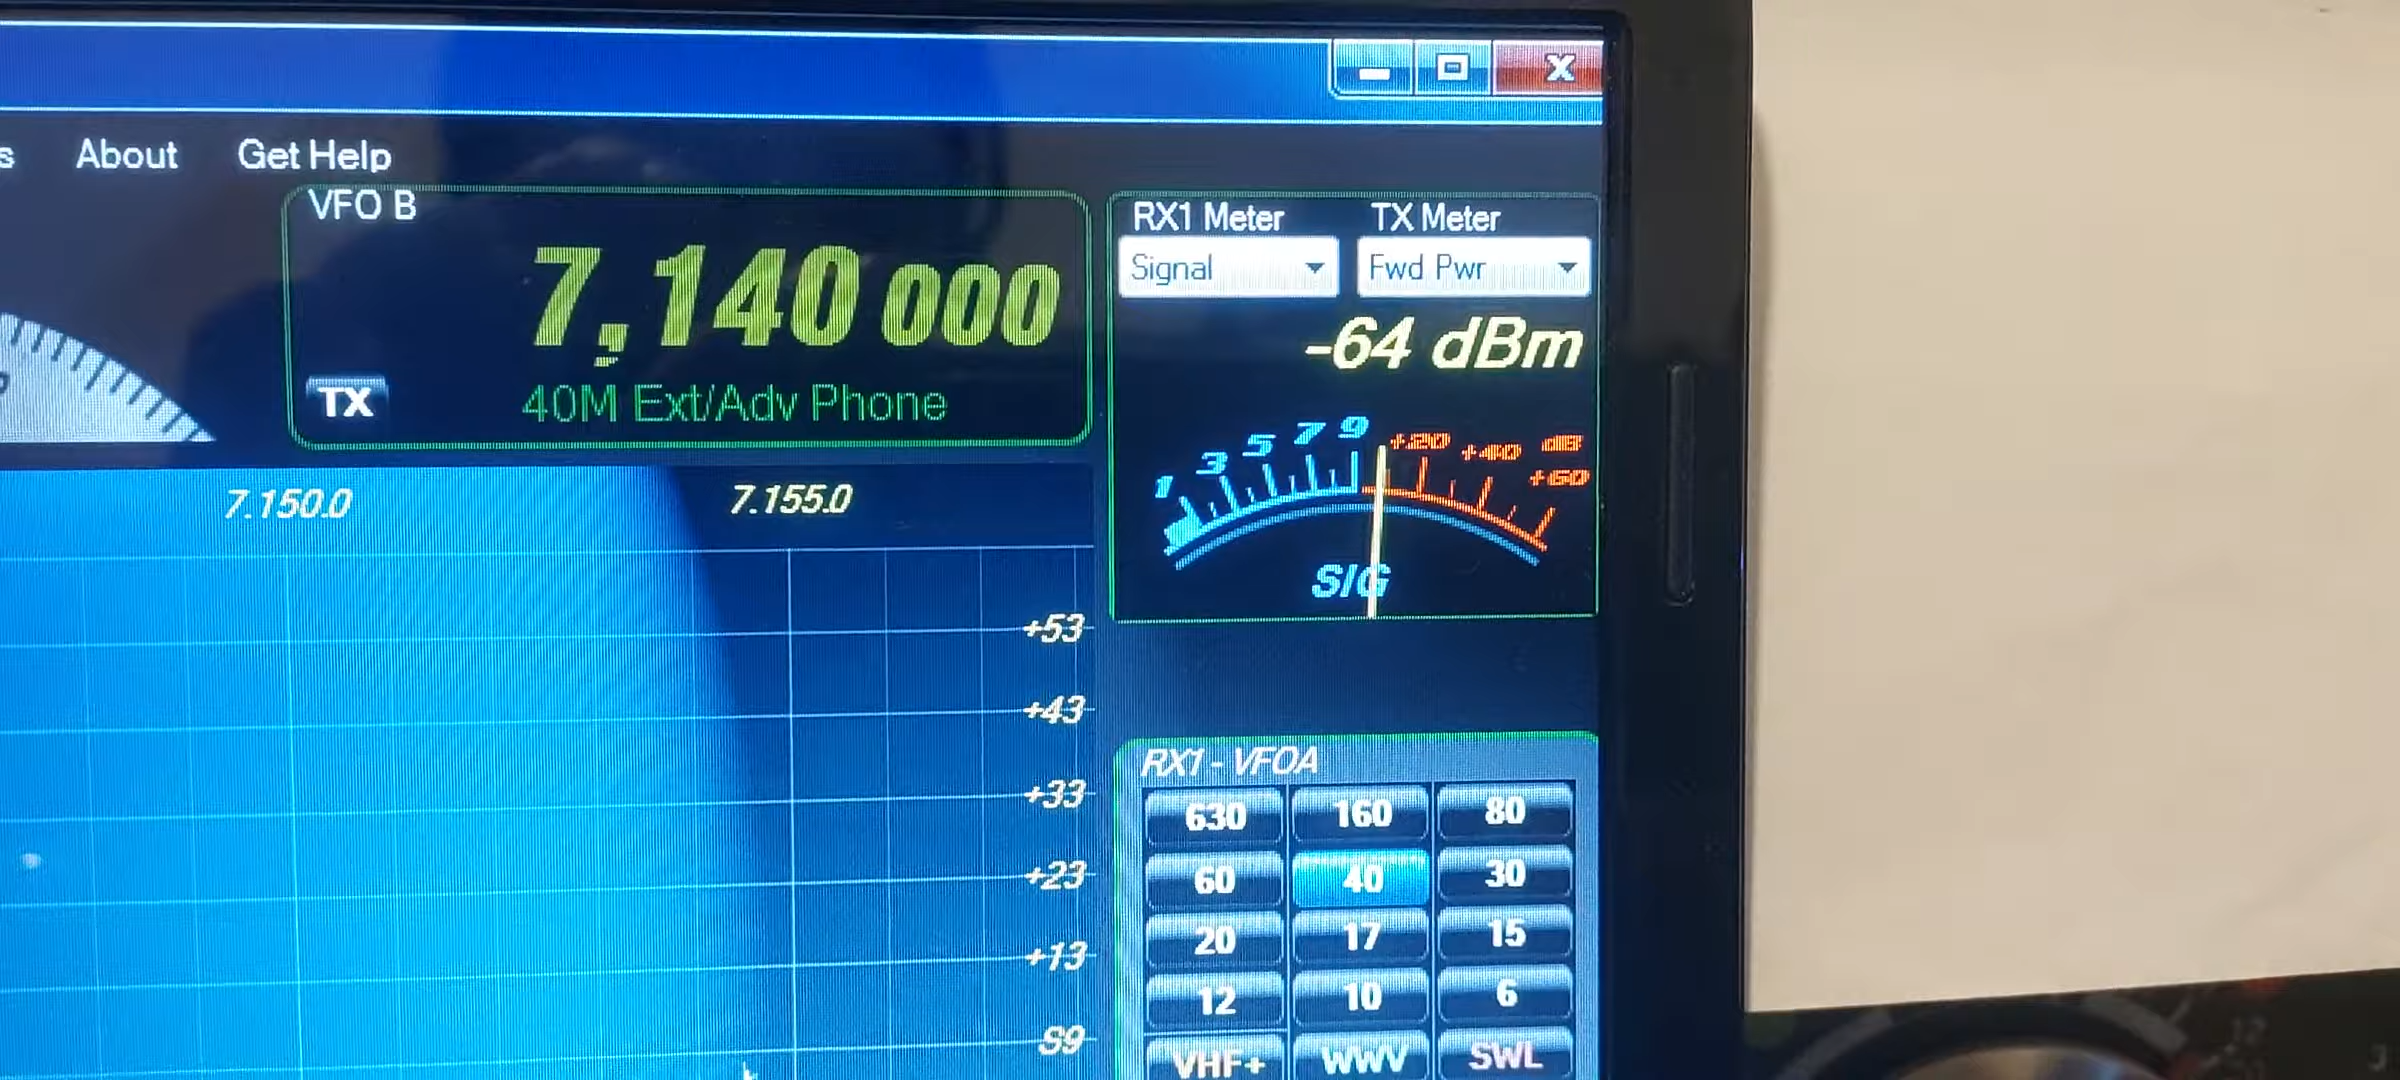 About Get Help
VFO B
7,140 000
TX
40M Ext/Adv Phone
RX1 Meter TX Meter
Signal Fwd Pwr
-64 dBm
1 3 5 7 9 +20 +40 dB +60
SIG
7.150.0 7.155.0
+53
+43
+33
+23
+13
S9
RX1 - VFOA
630 160 80
60 40 30
20 17 15
12 10 6
VHF+ WWV SWL